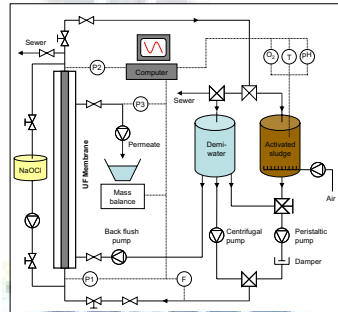 Sewer
P2
Computer
O2
T
pH
P3
Sewer
NaOCl
UF Membrane
Permeate
Demi-
water
Activated
sludge
Mass
balance
Air
Back flush
pump
Centrifugal
pump
Peristaltic
pump
Damper
P1
F